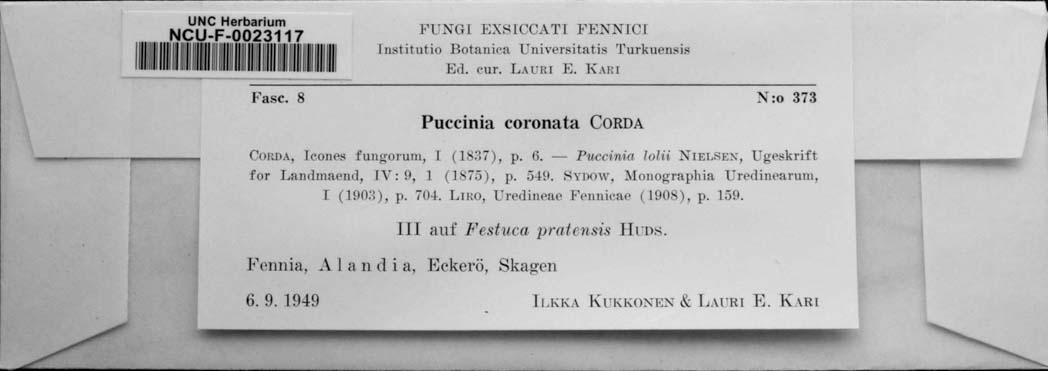 UNC Herbarium
NCU-F-0023117
FUNGI EXSICCATI FENNICI
Institutio Botanica Universitatis Turkuensis
Ed. cur. LAURI E. KARI
Fasc. 8 N:o 373
Puccinia coronata CORDA
CORDA, Icones fungorum, I (1837), p. 6. — Puccinia lolii NIELSEN, Ugeskrift
for Landmaend, IV: 9, 1 (1875), p. 549. SYDOW, Monographia Uredinearum,
I (1903), p. 704. LIRO, Uredineae Fennicae (1908), p. 159.
III auf Festuca pratensis HUDS.
Fennia, Alandia, Eckerö, Skagen
6. 9. 1949 ILKKA KUKKONEN & LAURI E. KARI